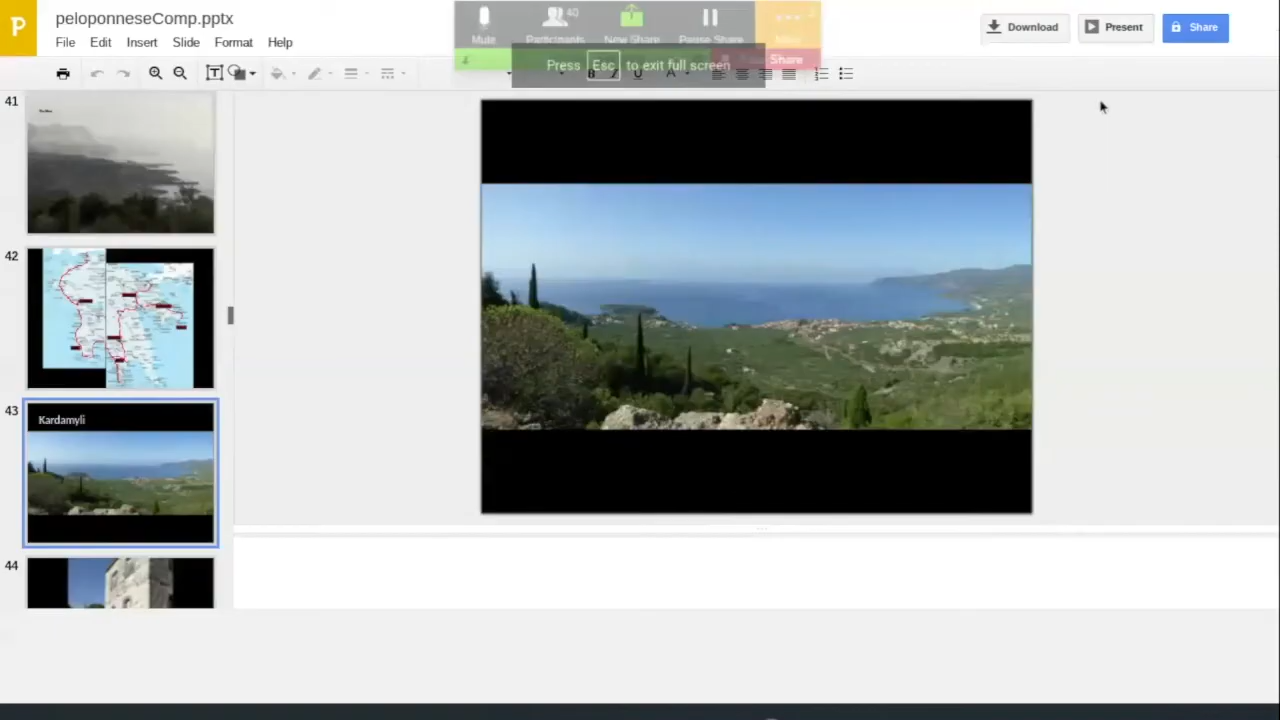 P
peloponneseComp.pptx
File Edit Insert Slide Format Help
Mute
Participants 40
New Share
Pause Share
Share
Press Esc to exit full screen
Download
Present
Share
T
B I U A
41
42
43
Kardamyli
44